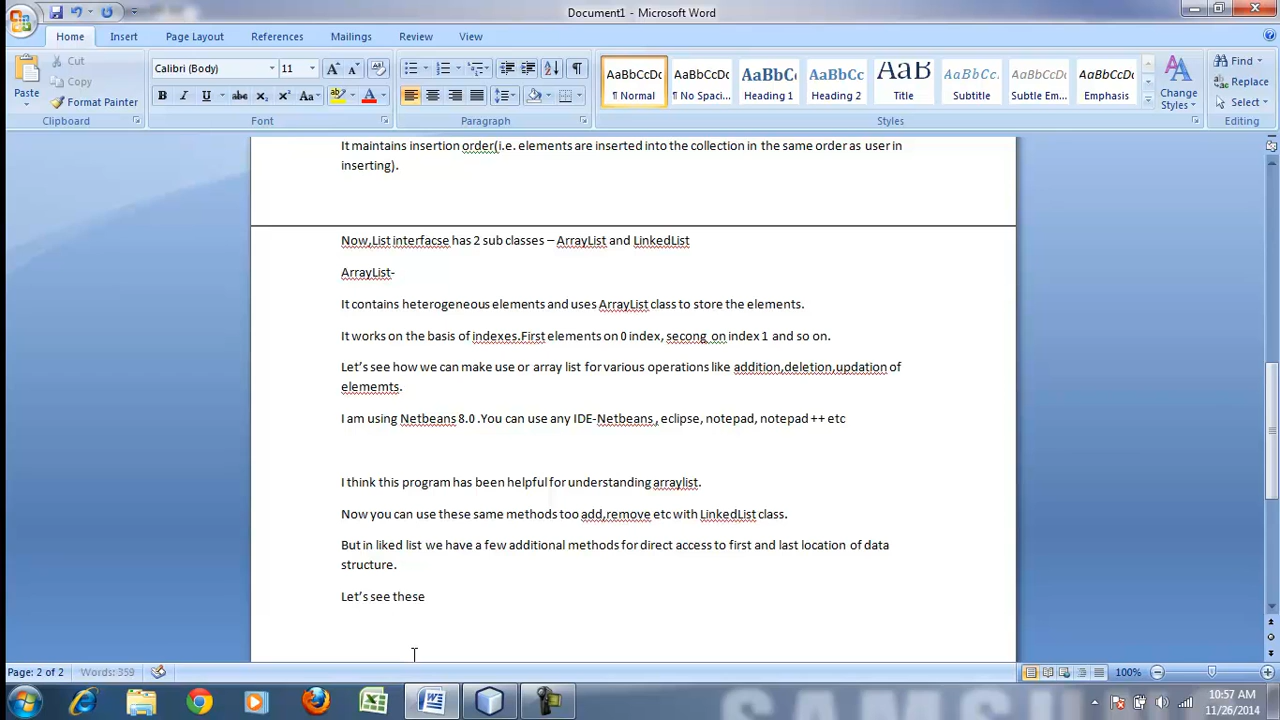 Document1 - Microsoft Word
Home Insert Page Layout References Mailings Review View
Paste
Cut
Copy
Format Painter
Clipboard
Calibri (Body) 11
Font
Paragraph
AaBbCcDc AaBbCcDc AaBbCc AaBbCc AaB AaBbCc. AaBbCcDc AaBbCcDc
¶ Normal ¶ No Spaci... Heading 1 Heading 2 Title Subtitle Subtle Em... Emphasis
Change Styles
Styles
Find
Replace
Select
Editing
It maintains insertion order(i.e. elements are inserted into the collection in the same order as user in
inserting).
Now,List interfacse has 2 sub classes – ArrayList and LinkedList
ArrayList-
It contains heterogeneous elements and uses ArrayList class to store the elements.
It works on the basis of indexes.First elements on 0 index, secong on index 1 and so on.
Let's see how we can make use or array list for various operations like addition,deletion,updation of
elememts.
I am using Netbeans 8.0 .You can use any IDE-Netbeans , eclipse, notepad, notepad ++ etc
I think this program has been helpful for understanding arraylist.
Now you can use these same methods too add,remove etc with LinkedList class.
But in liked list we have a few additional methods for direct access to first and last location of data
structure.
Let's see these
Page: 2 of 2 Words: 359 100%
10:57 AM
11/26/2014